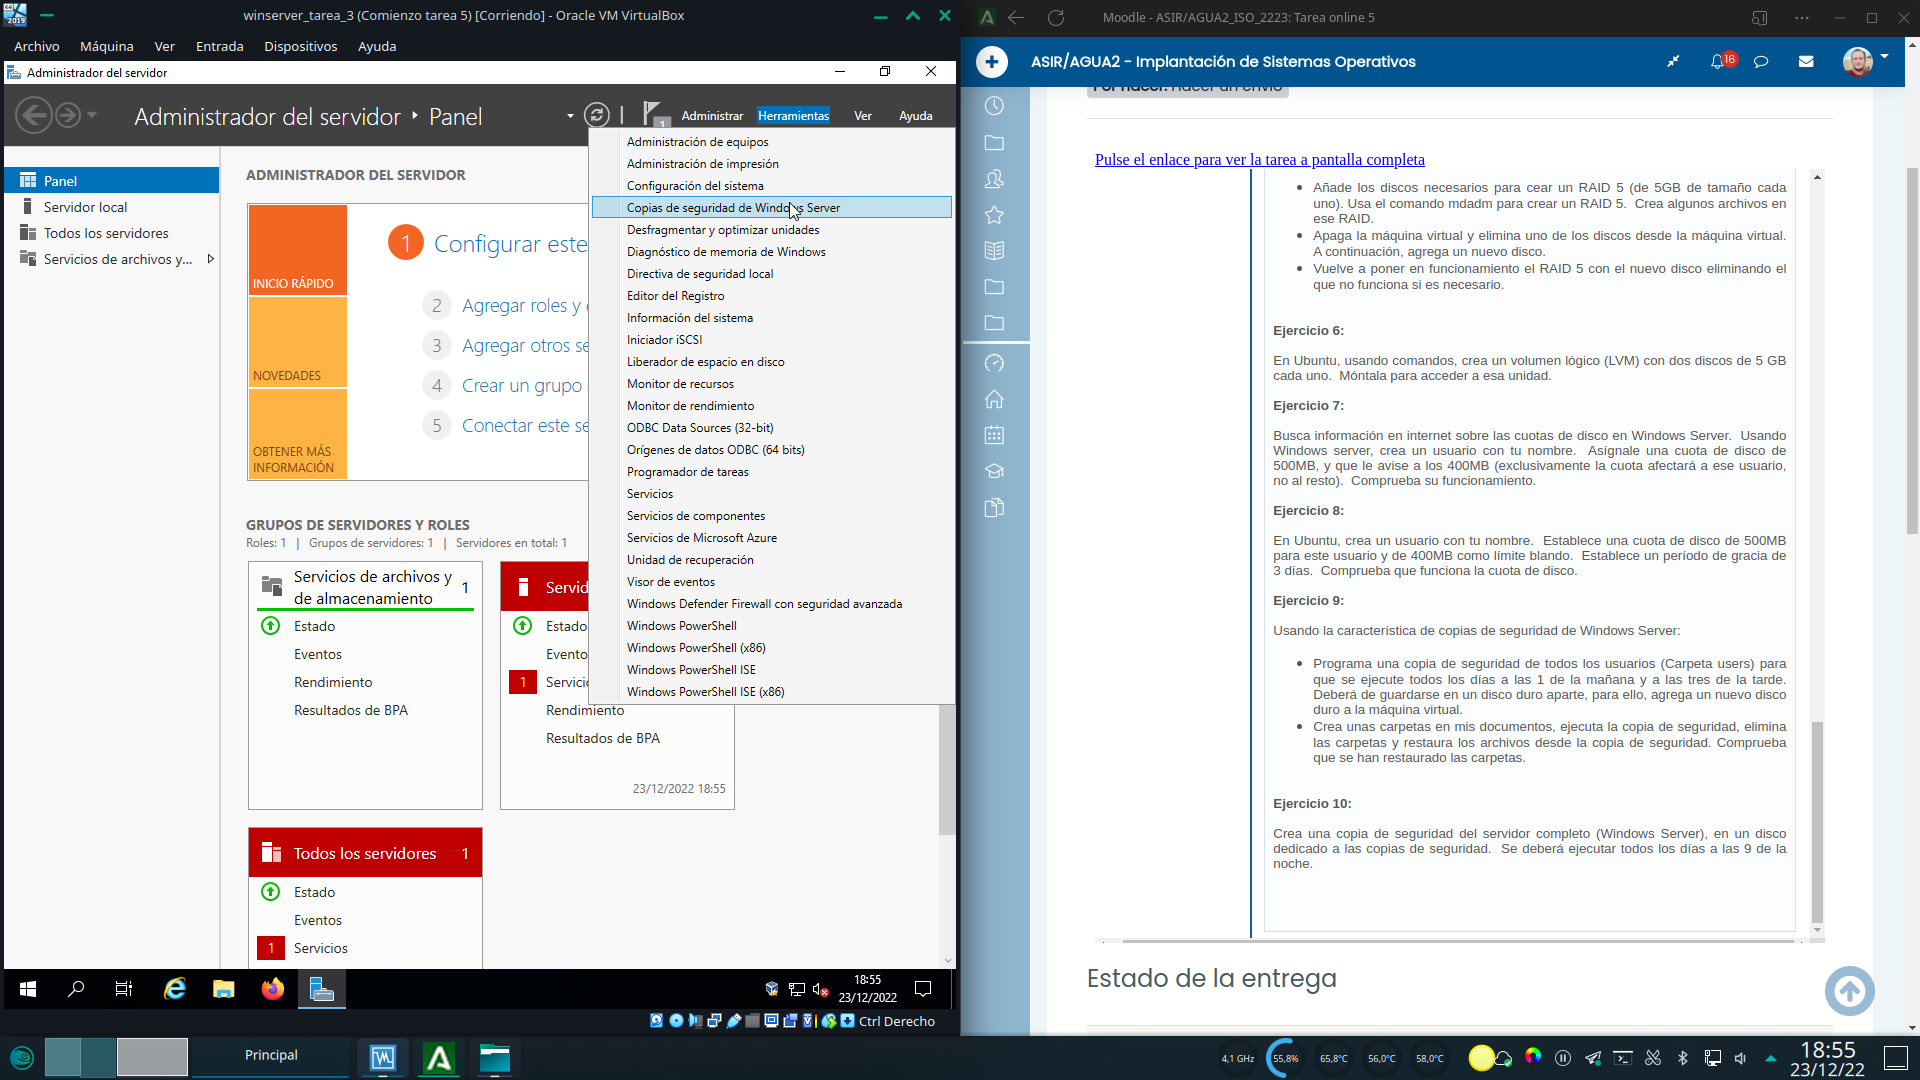 winserver_tarea_3 (Comienzo tarea 5) [Corriendo] - Oracle VM VirtualBox
Archivo Máquina Ver Entrada Dispositivos Ayuda
Administrador del servidor
Administrador del servidor ‣ Panel
1
Administrar Herramientas Ver Ayuda
Panel
Servidor local
Todos los servidores
Servicios de archivos y...
ADMINISTRADOR DEL SERVIDOR
INICIO RÁPIDO
NOVEDADES
OBTENER MÁS
INFORMACIÓN
1 Configurar este
2 Agregar roles y
3 Agregar otros se
4 Crear un grupo
5 Conectar este se
GRUPOS DE SERVIDORES Y ROLES
Roles: 1 | Grupos de servidores: 1 | Servidores en total: 1
Servicios de archivos y
de almacenamiento 1
Estado
Eventos
Rendimiento
Resultados de BPA
Servid
Estado
Evento
1 Servici
Rendimiento
Resultados de BPA
23/12/2022 18:55
Todos los servidores 1
Estado
Eventos
1 Servicios
Administración de equipos
Administración de impresión
Configuración del sistema
Copias de seguridad de Windows Server
Desfragmentar y optimizar unidades
Diagnóstico de memoria de Windows
Directiva de seguridad local
Editor del Registro
Información del sistema
Iniciador iSCSI
Liberador de espacio en disco
Monitor de recursos
Monitor de rendimiento
ODBC Data Sources (32-bit)
Orígenes de datos ODBC (64 bits)
Programador de tareas
Servicios
Servicios de componentes
Servicios de Microsoft Azure
Unidad de recuperación
Visor de eventos
Windows Defender Firewall con seguridad avanzada
Windows PowerShell
Windows PowerShell (x86)
Windows PowerShell ISE
Windows PowerShell ISE (x86)
18:55
23/12/2022
Ctrl Derecho
Moodle - ASIR/AGUA2_ISO_2223: Tarea online 5
ASIR/AGUA2 - Implantación de Sistemas Operativos
16
Por hacer: Hacer un envío
Pulse el enlace para ver la tarea a pantalla completa
• Añade los discos necesarios para cear un RAID 5 (de 5GB de tamaño cada
uno). Usa el comando mdadm para crear un RAID 5. Crea algunos archivos en
ese RAID.
• Apaga la máquina virtual y elimina uno de los discos desde la máquina virtual.
A continuación, agrega un nuevo disco.
• Vuelve a poner en funcionamiento el RAID 5 con el nuevo disco eliminando el
que no funciona si es necesario.
Ejercicio 6:
En Ubuntu, usando comandos, crea un volumen lógico (LVM) con dos discos de 5 GB
cada uno. Móntala para acceder a esa unidad.
Ejercicio 7:
Busca información en internet sobre las cuotas de disco en Windows Server. Usando
Windows server, crea un usuario con tu nombre. Asígnale una cuota de disco de
500MB, y que le avise a los 400MB (exclusivamente la cuota afectará a ese usuario,
no al resto). Comprueba su funcionamiento.
Ejercicio 8:
En Ubuntu, crea un usuario con tu nombre. Establece una cuota de disco de 500MB
para este usuario y de 400MB como límite blando. Establece un período de gracia de
3 días. Comprueba que funciona la cuota de disco.
Ejercicio 9:
Usando la característica de copias de seguridad de Windows Server:
• Programa una copia de seguridad de todos los usuarios (Carpeta users) para
que se ejecute todos los días a las 1 de la mañana y a las tres de la tarde.
Deberá de guardarse en un disco duro aparte, para ello, agrega un nuevo disco
duro a la máquina virtual.
• Crea unas carpetas en mis documentos, ejecuta la copia de seguridad, elimina
las carpetas y restaura los archivos desde la copia de seguridad. Comprueba
que se han restaurado las carpetas.
Ejercicio 10:
Crea una copia de seguridad del servidor completo (Windows Server), en un disco
dedicado a las copias de seguridad. Se deberá ejecutar todos los días a las 9 de la
noche.
Estado de la entrega
Principal
4,1 GHz 55,8% 65,8°C 56,0°C 58,0°C
18:55
23/12/22